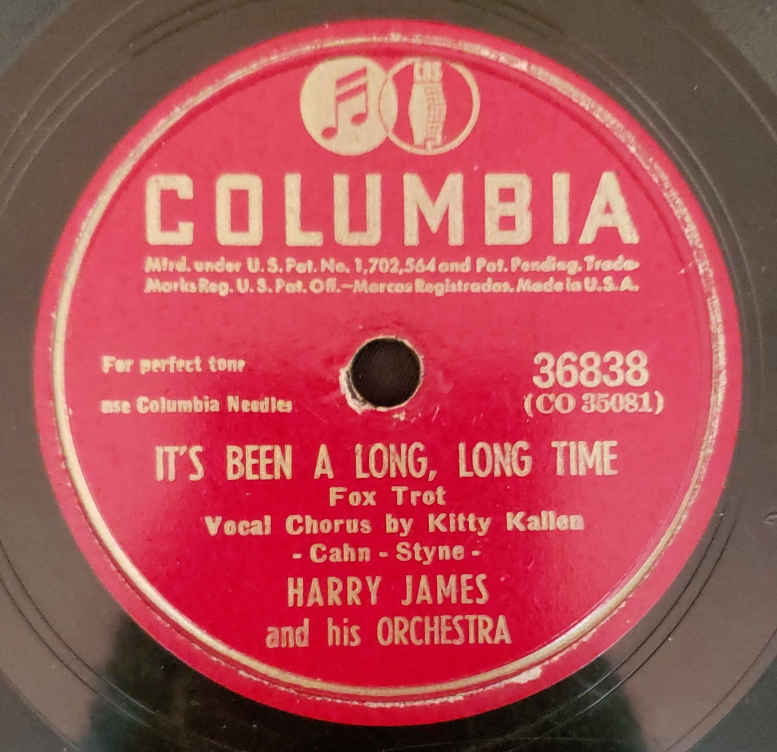 CBS
COLUMBIA
Mfrd. under U.S. Pat. No. 1,702,564 and Pat. Pending. Trade-
Marks Reg. U. S. Pat. Off.—Marcas Registradas. Made in U.S.A.
For perfect tone
use Columbia Needles
36838
(CO 35081)
IT'S BEEN A LONG, LONG TIME
Fox Trot
Vocal Chorus by Kitty Kallen
- Cahn - Styne -
HARRY JAMES
and his ORCHESTRA